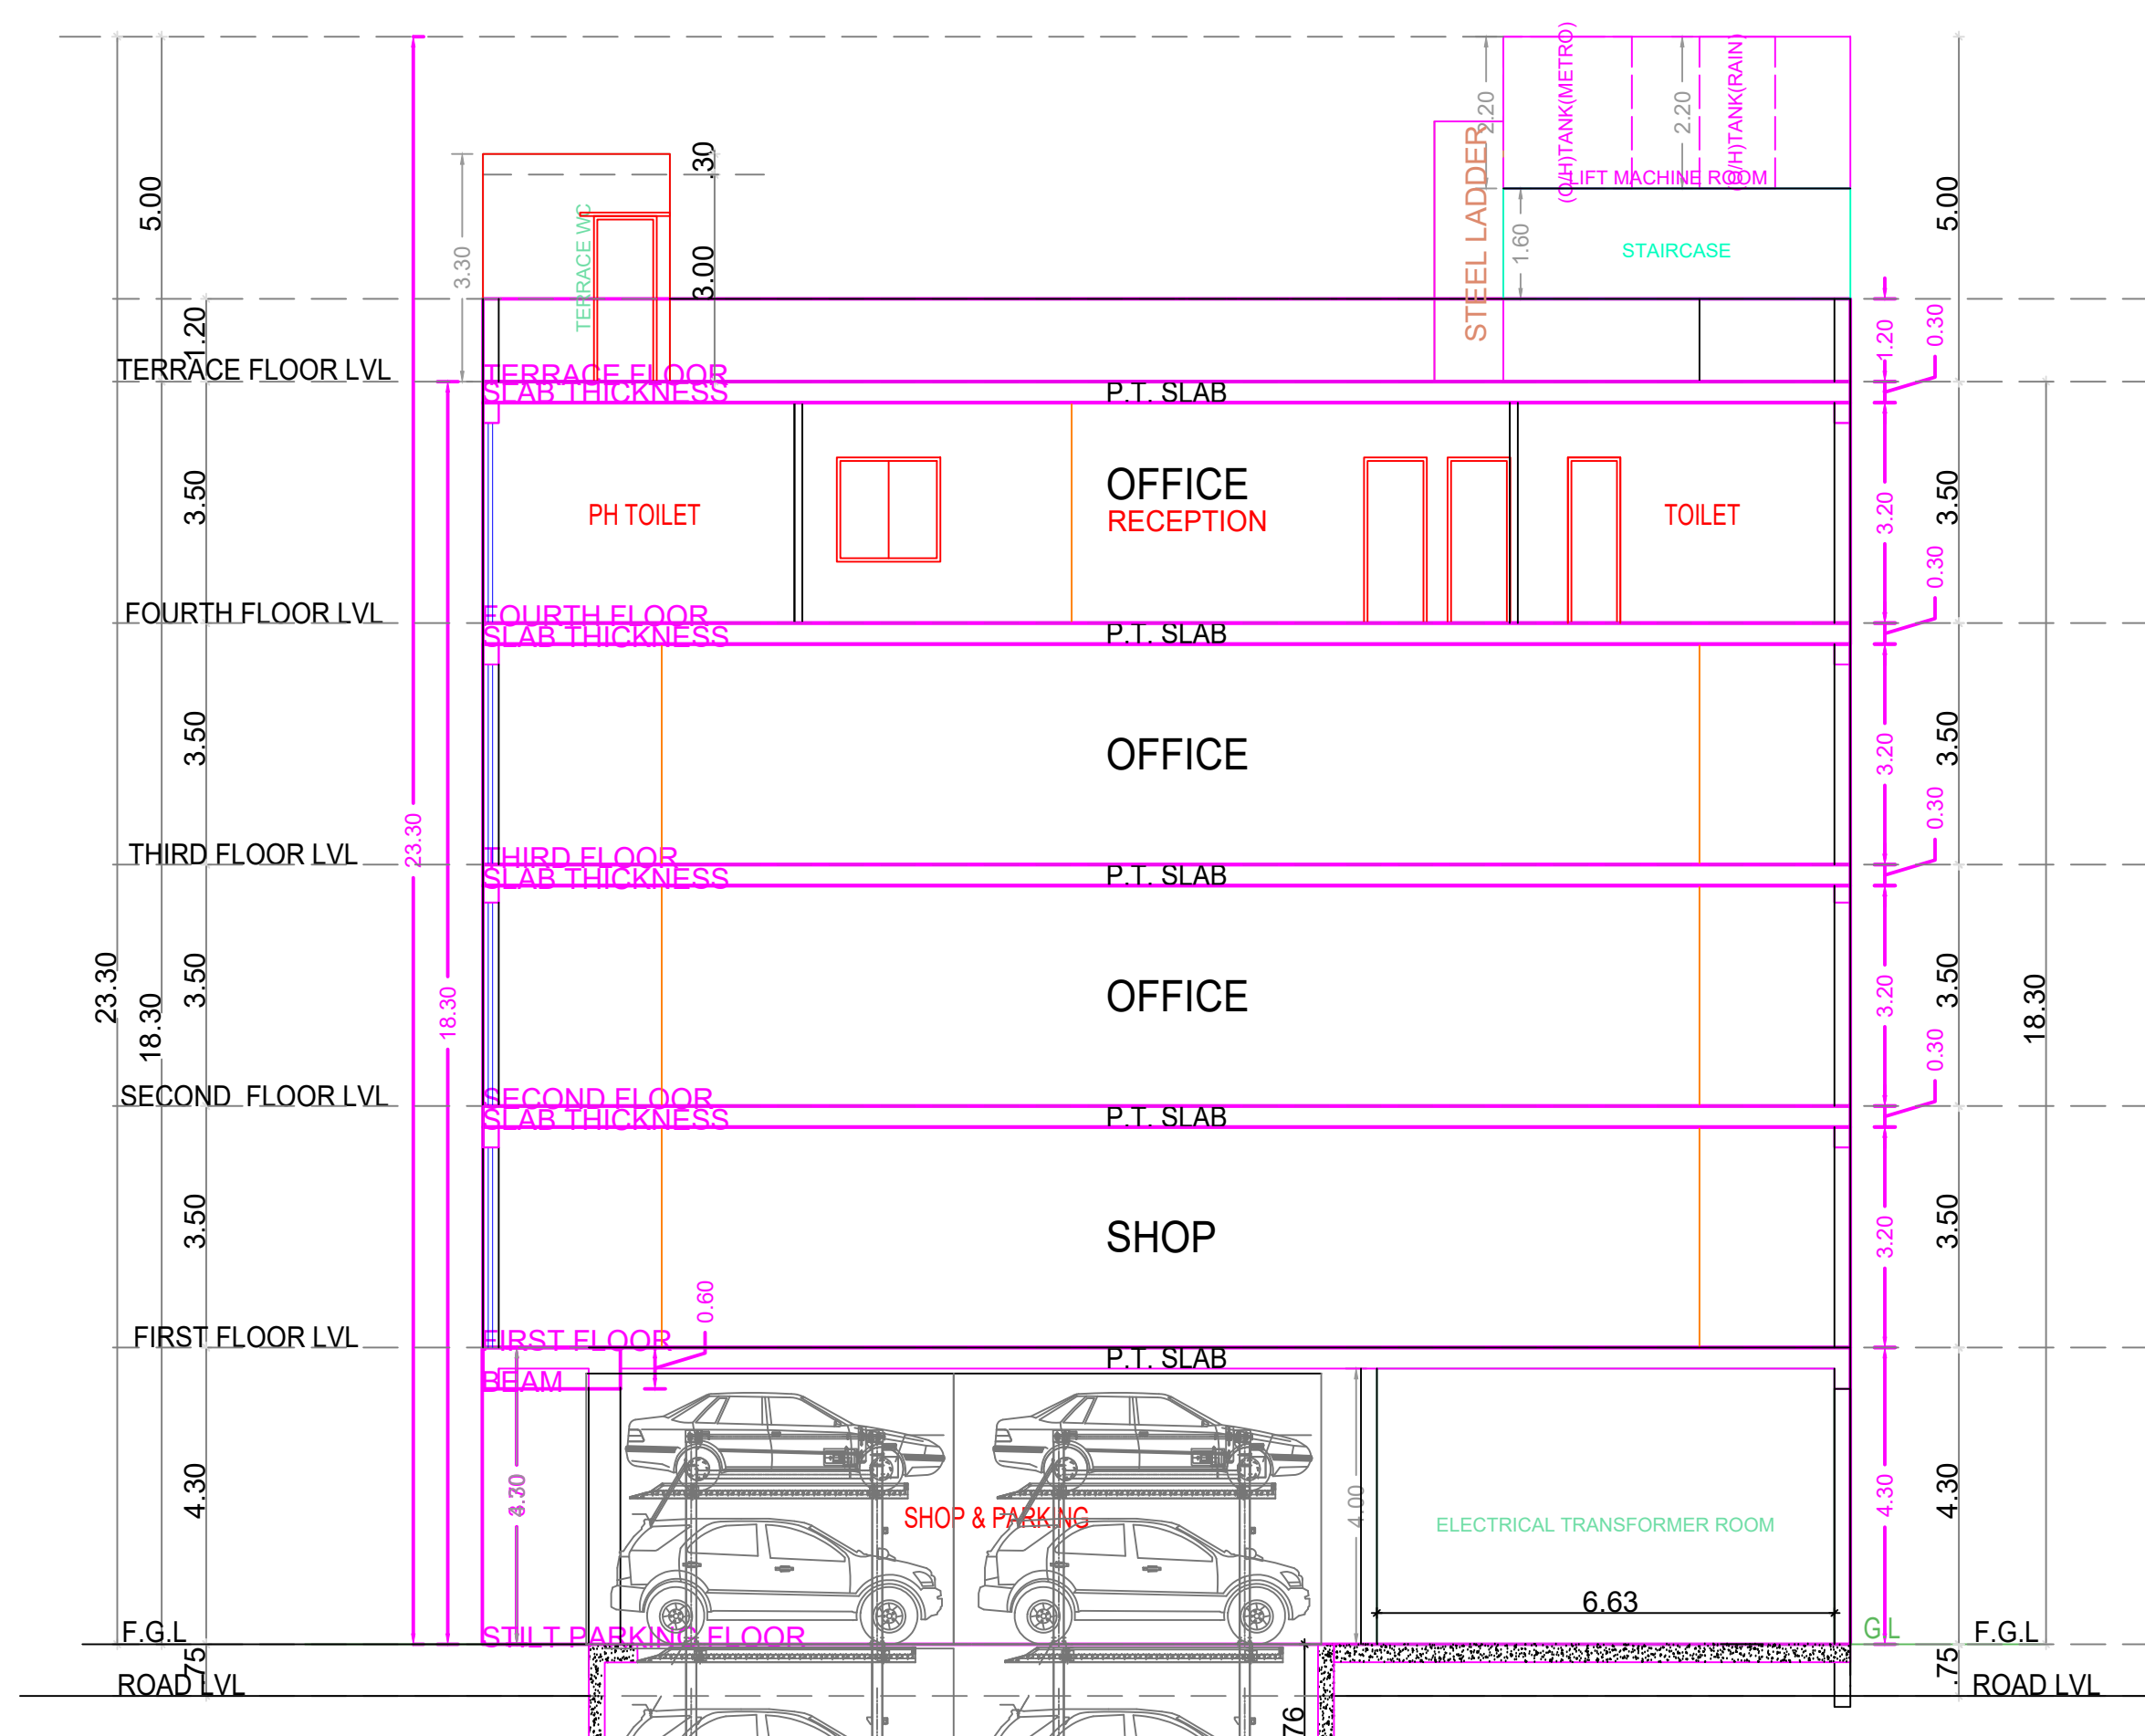 (O/H)TANK(METRO)
(O/H)TANK(RAIN)
2.20
2.20
LIFT MACHINE ROOM
STEEL LADDER
1.60
STAIRCASE
5.00
5.00
.30
3.00
3.30
TERRACE WC
1.20
1.20
0.30
TERRACE FLOOR LVL
TERRACE FLOOR
SLAB THICKNESS
P.T. SLAB
3.50
PH TOILET
OFFICE
RECEPTION
TOILET
3.20
3.50
0.30
FOURTH FLOOR LVL
FOURTH FLOOR
SLAB THICKNESS
P.T. SLAB
3.50
OFFICE
3.20
3.50
0.30
23.30
THIRD FLOOR LVL
THIRD FLOOR
SLAB THICKNESS
P.T. SLAB
23.30
18.30
3.50
18.30
OFFICE
3.20
3.50
18.30
0.30
SECOND FLOOR LVL
SECOND FLOOR
SLAB THICKNESS
P.T. SLAB
3.50
SHOP
3.20
3.50
0.60
FIRST FLOOR LVL
FIRST FLOOR
P.T. SLAB
BEAM
4.30
SHOP & PARKING
4.00
ELECTRICAL TRANSFORMER ROOM
4.30
4.30
6.63
F.G.L
STILT PARKING FLOOR
G.L
F.G.L
.75
.75
ROAD LVL
ROAD LVL
76